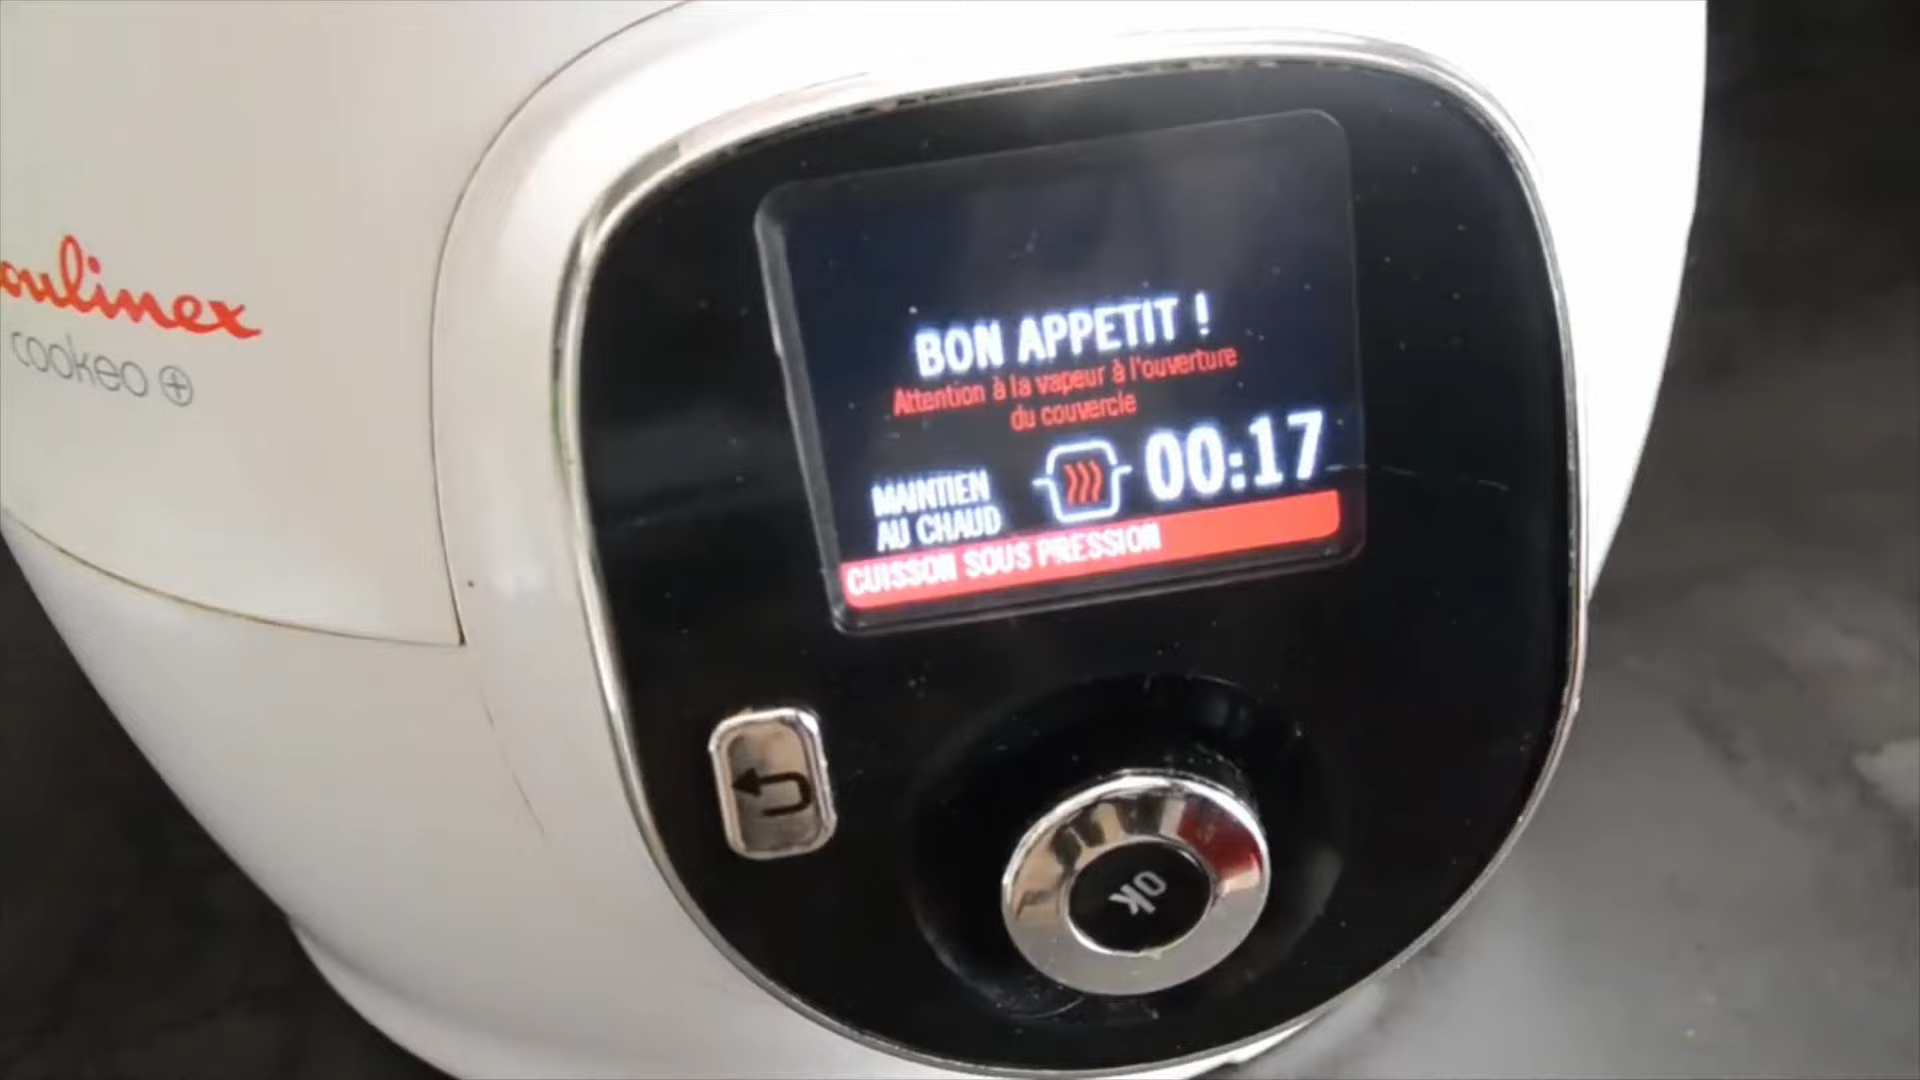 oulinex
cookeo
BON APPETIT !
Attention à la vapeur à l'ouverture
du couvercle
MAINTIEN
AU CHAUD
00:17
CUISSON SOUS PRESSION
OK